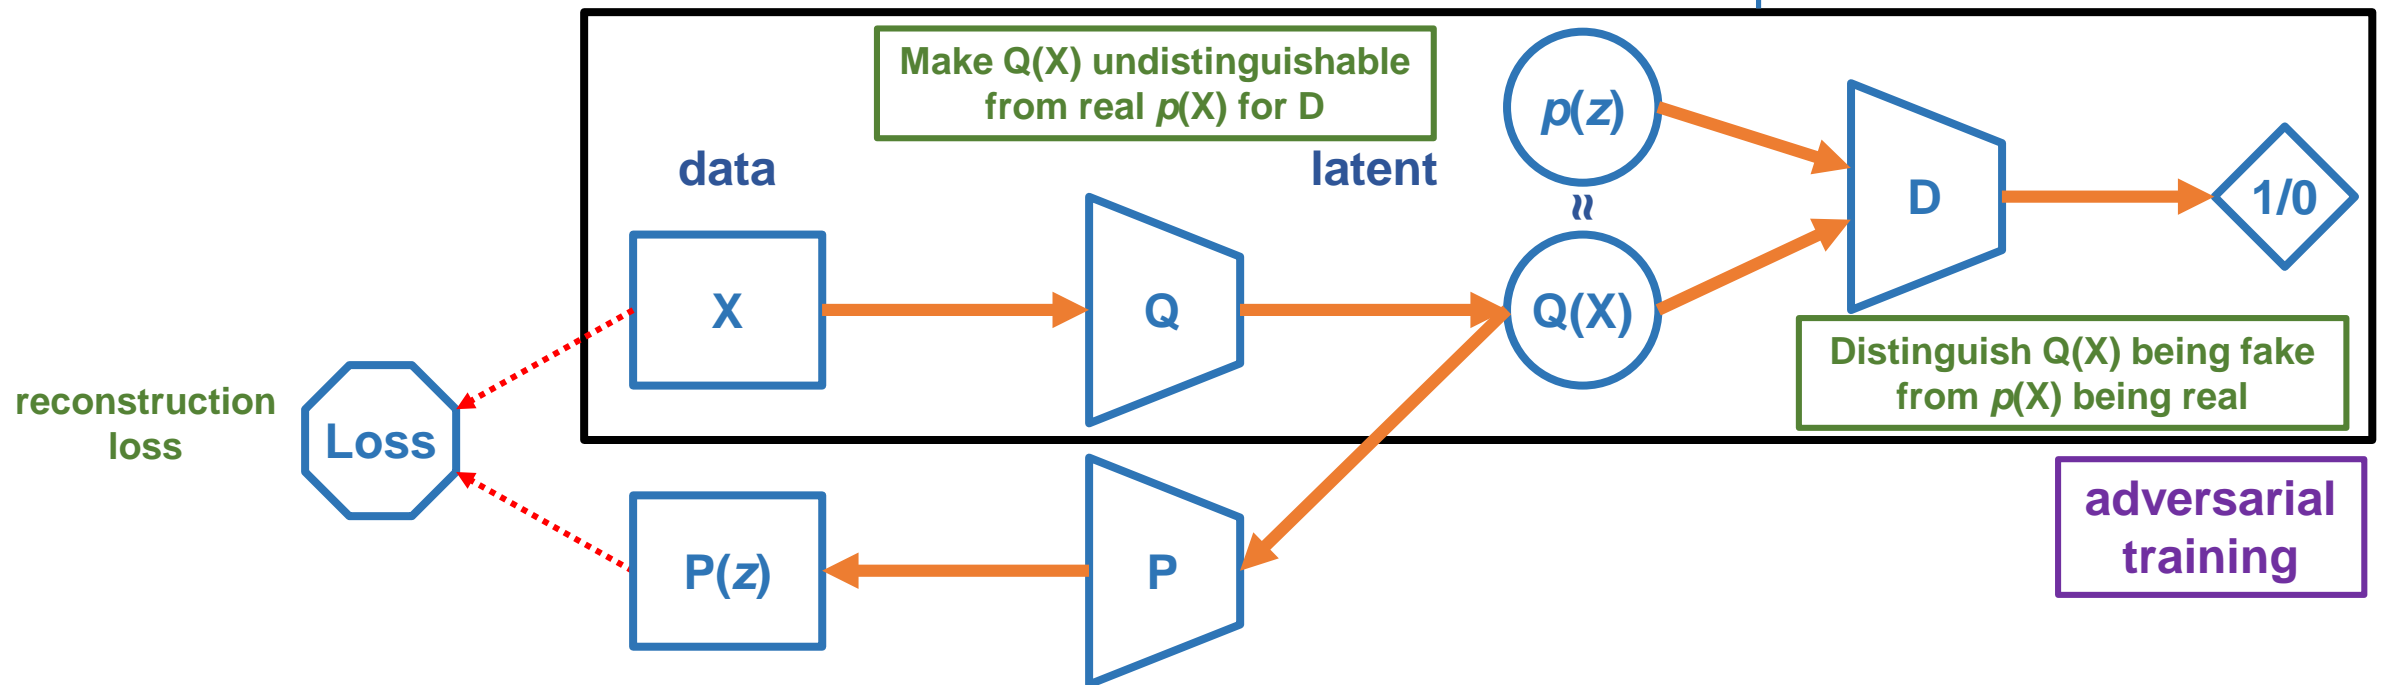 Make Q(X) undistinguishable
from real p(X) for D
data
latent
p(z)
≈
D
1/0
X
Q
Q(X)
Distinguish Q(X) being fake
from p(X) being real
reconstruction
loss
Loss
P(z)
P
adversarial
training